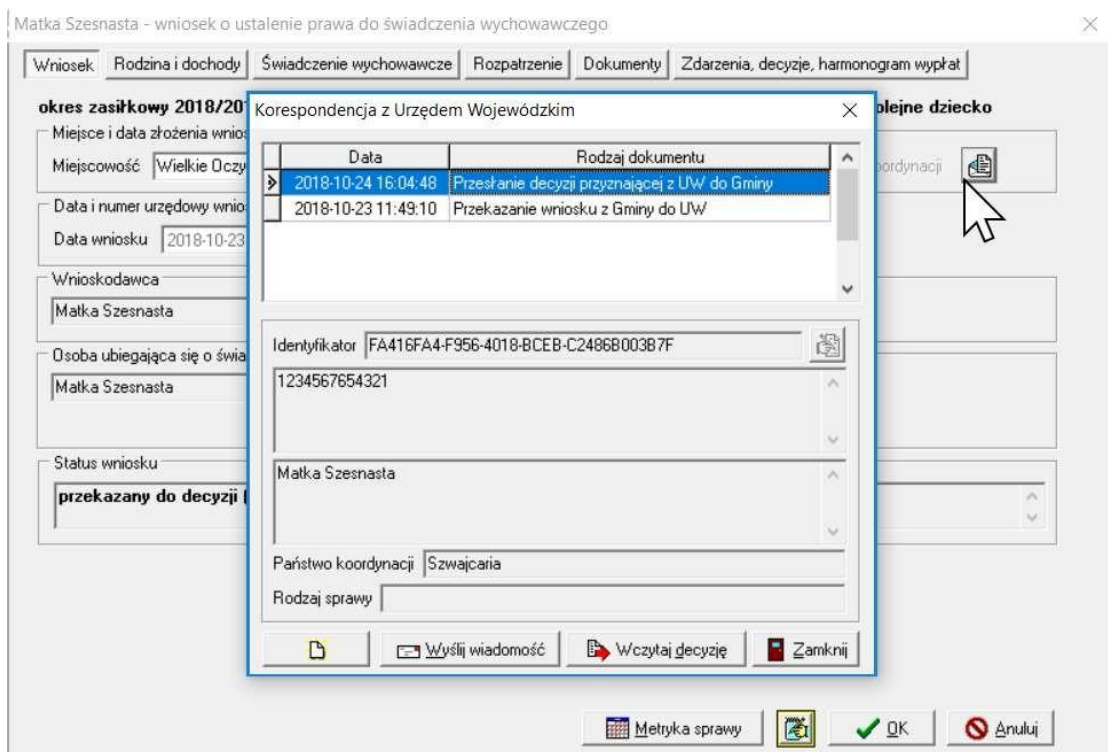 Matka Szesnasta - wniosek o ustalenie prawa do świadczenia wychowawczego
Wniosek Rodzina i dochody Świadczenie wychowawcze Rozpatrzenie Dokumenty Zdarzenia, decyzje, harmonogram wypłat
okres zasiłkowy 2018/201
olejne dziecko
Miejsce i data złożenia wnios
Miejscowość Wielkie Oczy
oordynacji
Data i numer urzędowy wnio
Data wniosku 2018-10-23
Wnioskodawca
Matka Szesnasta
Osoba ubiegająca się o świa
Matka Szesnasta
Status wniosku
przekazany do decyzji (
Korespondencja z Urzędem Wojewódzkim
Data Rodzaj dokumentu
2018-10-24 16:04:48 Przesłanie decyzji przyznającej z UW do Gminy
2018-10-23 11:49:10 Przekazanie wniosku z Gminy do UW
Identyfikator FA416FA4-F956-4018-BCEB-C2486B003B7F
1234567654321
Matka Szesnasta
Państwo koordynacji Szwajcaria
Rodzaj sprawy
Wyślij wiadomość Wczytaj decyzję Zamknij
Metryka sprawy OK Anuluj